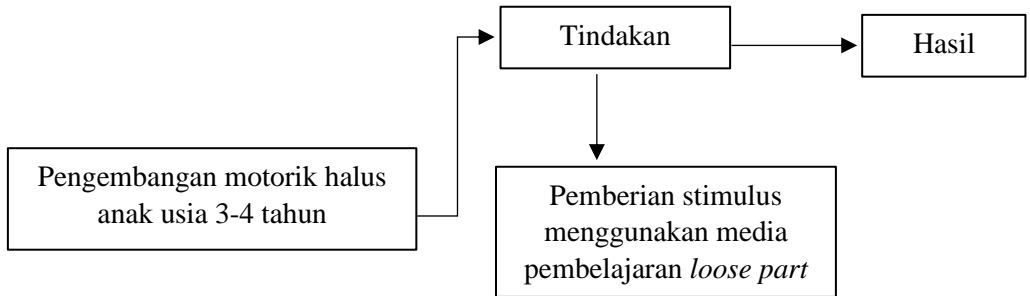 Tindakan
Hasil
Pengembangan motorik halus
anak usia 3-4 tahun
Pemberian stimulus
menggunakan media
pembelajaran loose part